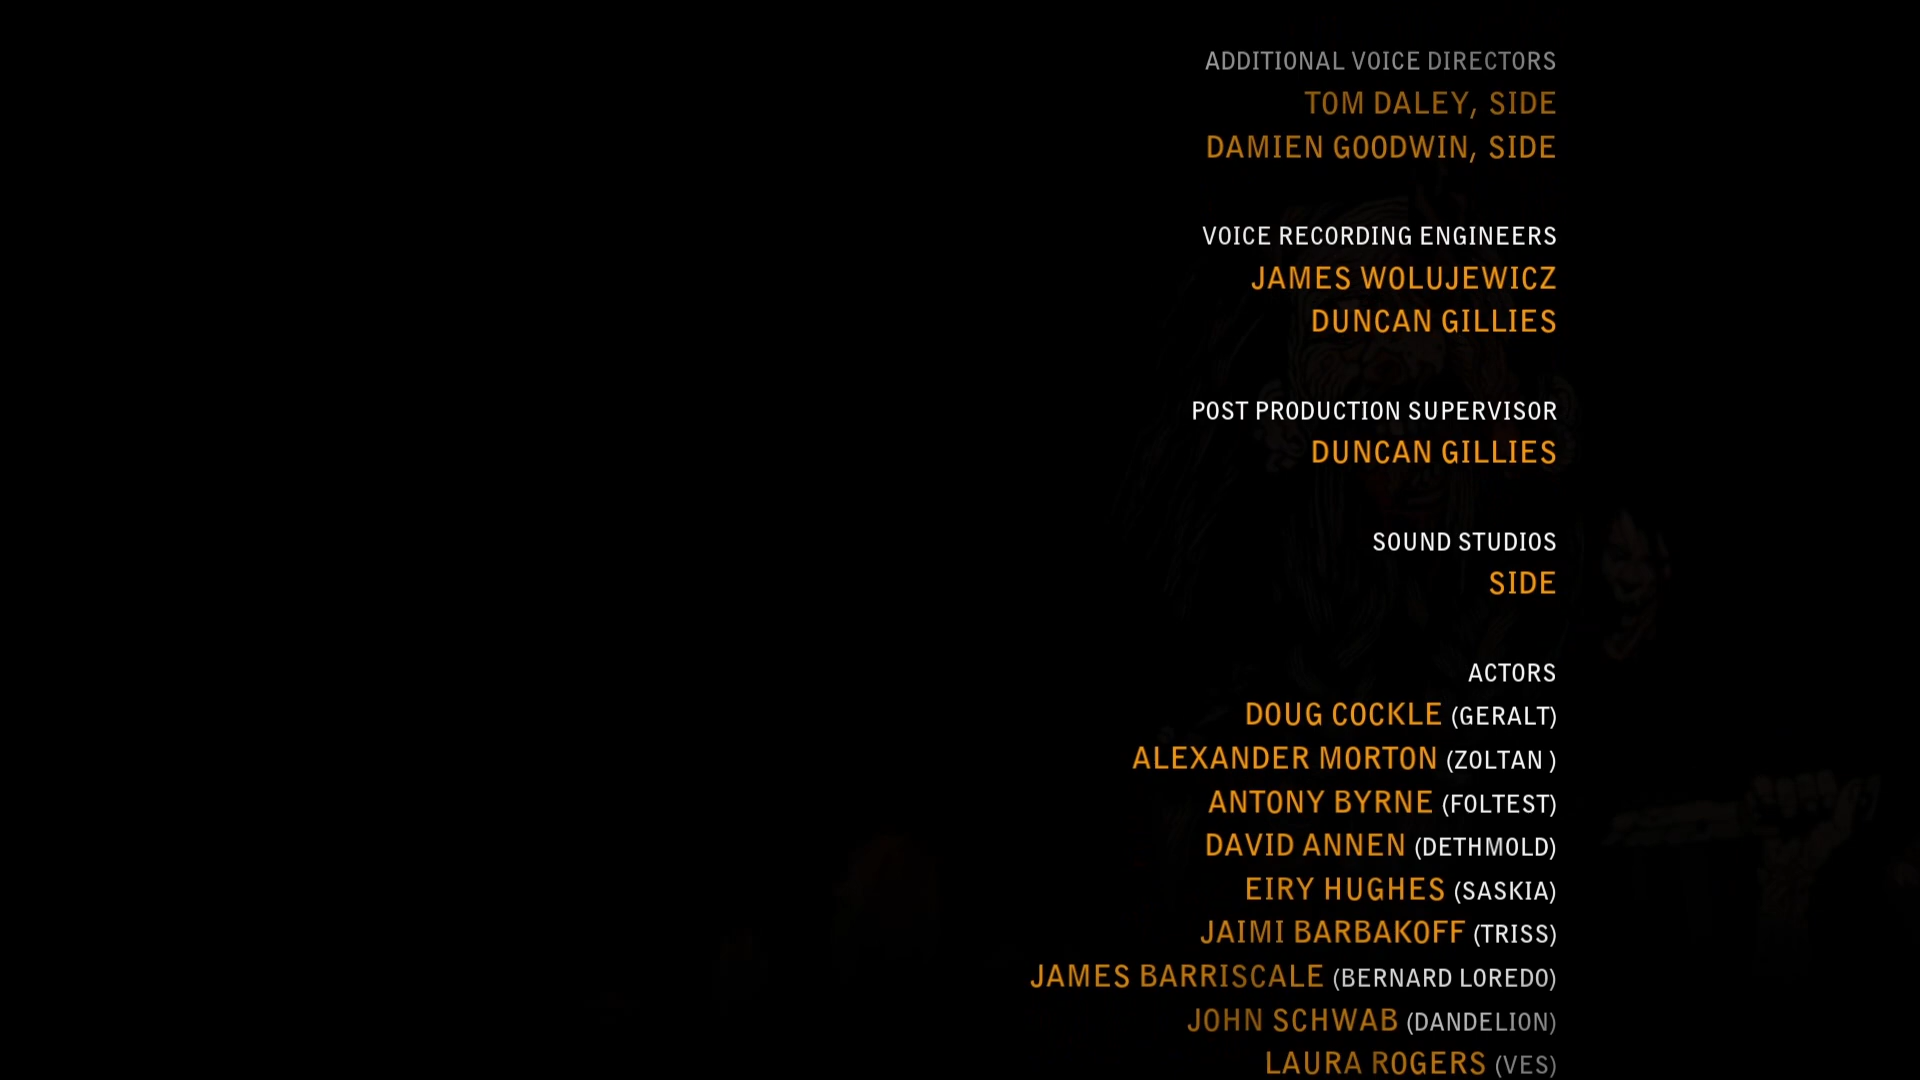 ADDITIONAL VOICE DIRECTORS
TOM DALEY, SIDE
DAMIEN GOODWIN, SIDE
VOICE RECORDING ENGINEERS
JAMES WOLUJEWICZ
DUNCAN GILLIES
POST PRODUCTION SUPERVISOR
DUNCAN GILLIES
SOUND STUDIOS
SIDE
ACTORS
DOUG COCKLE (GERALT)
ALEXANDER MORTON (ZOLTAN )
ANTONY BYRNE (FOLTEST)
DAVID ANNEN (DETHMOLD)
EIRY HUGHES (SASKIA)
JAIMI BARBAKOFF (TRISS)
JAMES BARRISCALE (BERNARD LOREDO)
JOHN SCHWAB (DANDELION)
LAURA ROGERS (VES)